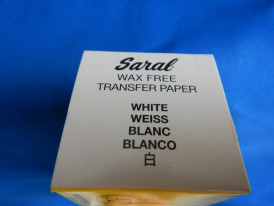 Saral
WAX FREE
TRANSFER PAPER
WHITE
WEISS
BLANC
BLANCO
白